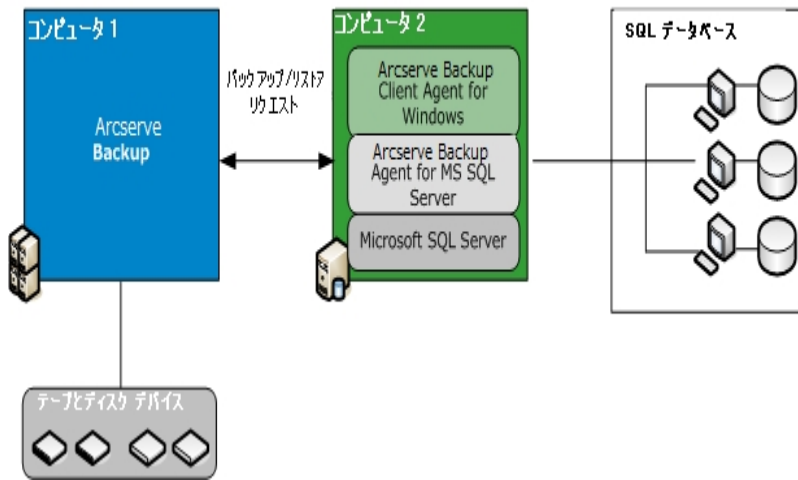 コンピュータ 1
Arcserve
Backup
バックアップ/リストア
リクエスト
コンピュータ 2
Arcserve Backup
Client Agent for
Windows
Arcserve Backup
Agent for MS SQL
Server
Microsoft SQL Server
SQL データベース
テープとディスク デバイス